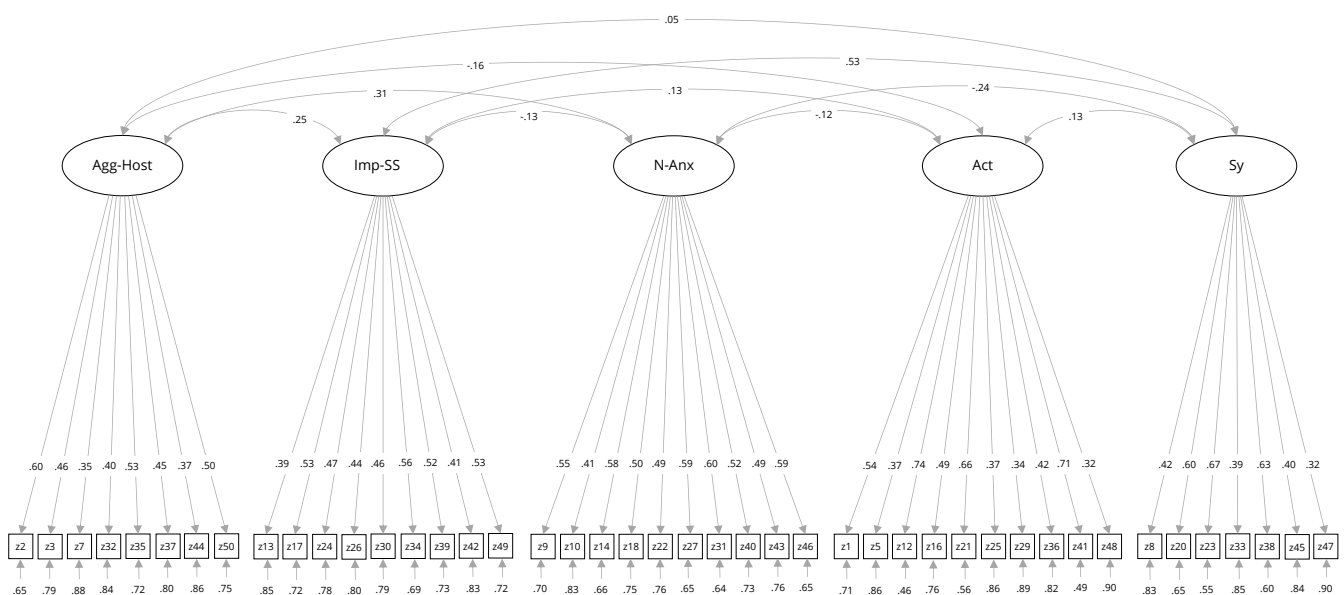 .05
-.16 .53
.31 .13 -.24
.25 -.13 -.12 .13
Agg-Host Imp-SS N-Anx Act Sy
.60 .46 .35 .40 .53 .45 .37 .50 .39 .53 .47 .44 .46 .56 .52 .41 .53 .55 .41 .58 .50 .49 .59 .60 .52 .49 .59 .54 .37 .74 .49 .66 .37 .34 .42 .71 .32 .42 .60 .67 .39 .63 .40 .32
z2 z3 z7 z32 z35 z37 z44 z50 z13 z17 z24 z26 z30 z34 z39 z42 z49 z9 z10 z14 z18 z22 z27 z31 z40 z43 z46 z1 z5 z12 z16 z21 z25 z29 z36 z41 z48 z8 z20 z23 z33 z38 z45 z47
.65 .79 .88 .84 .72 .80 .86 .75 .85 .72 .78 .80 .79 .69 .73 .83 .72 .70 .83 .66 .75 .76 .65 .64 .73 .76 .65 .71 .86 .46 .76 .56 .86 .89 .82 .49 .90 .83 .65 .55 .85 .60 .84 .90